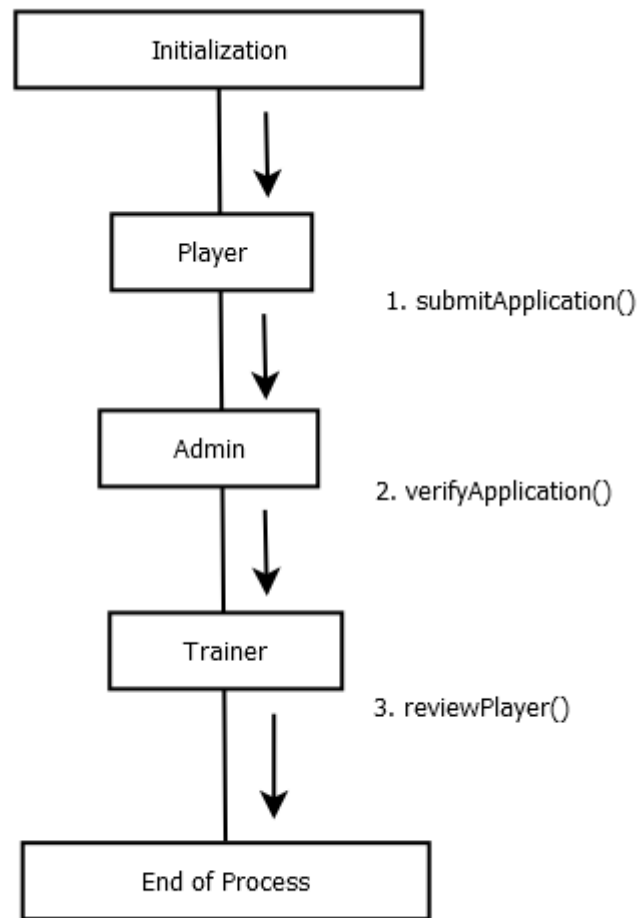 Initialization
Player
1. submitApplication()
Admin
2. verifyApplication()
Trainer
3. reviewPlayer()
End of Process